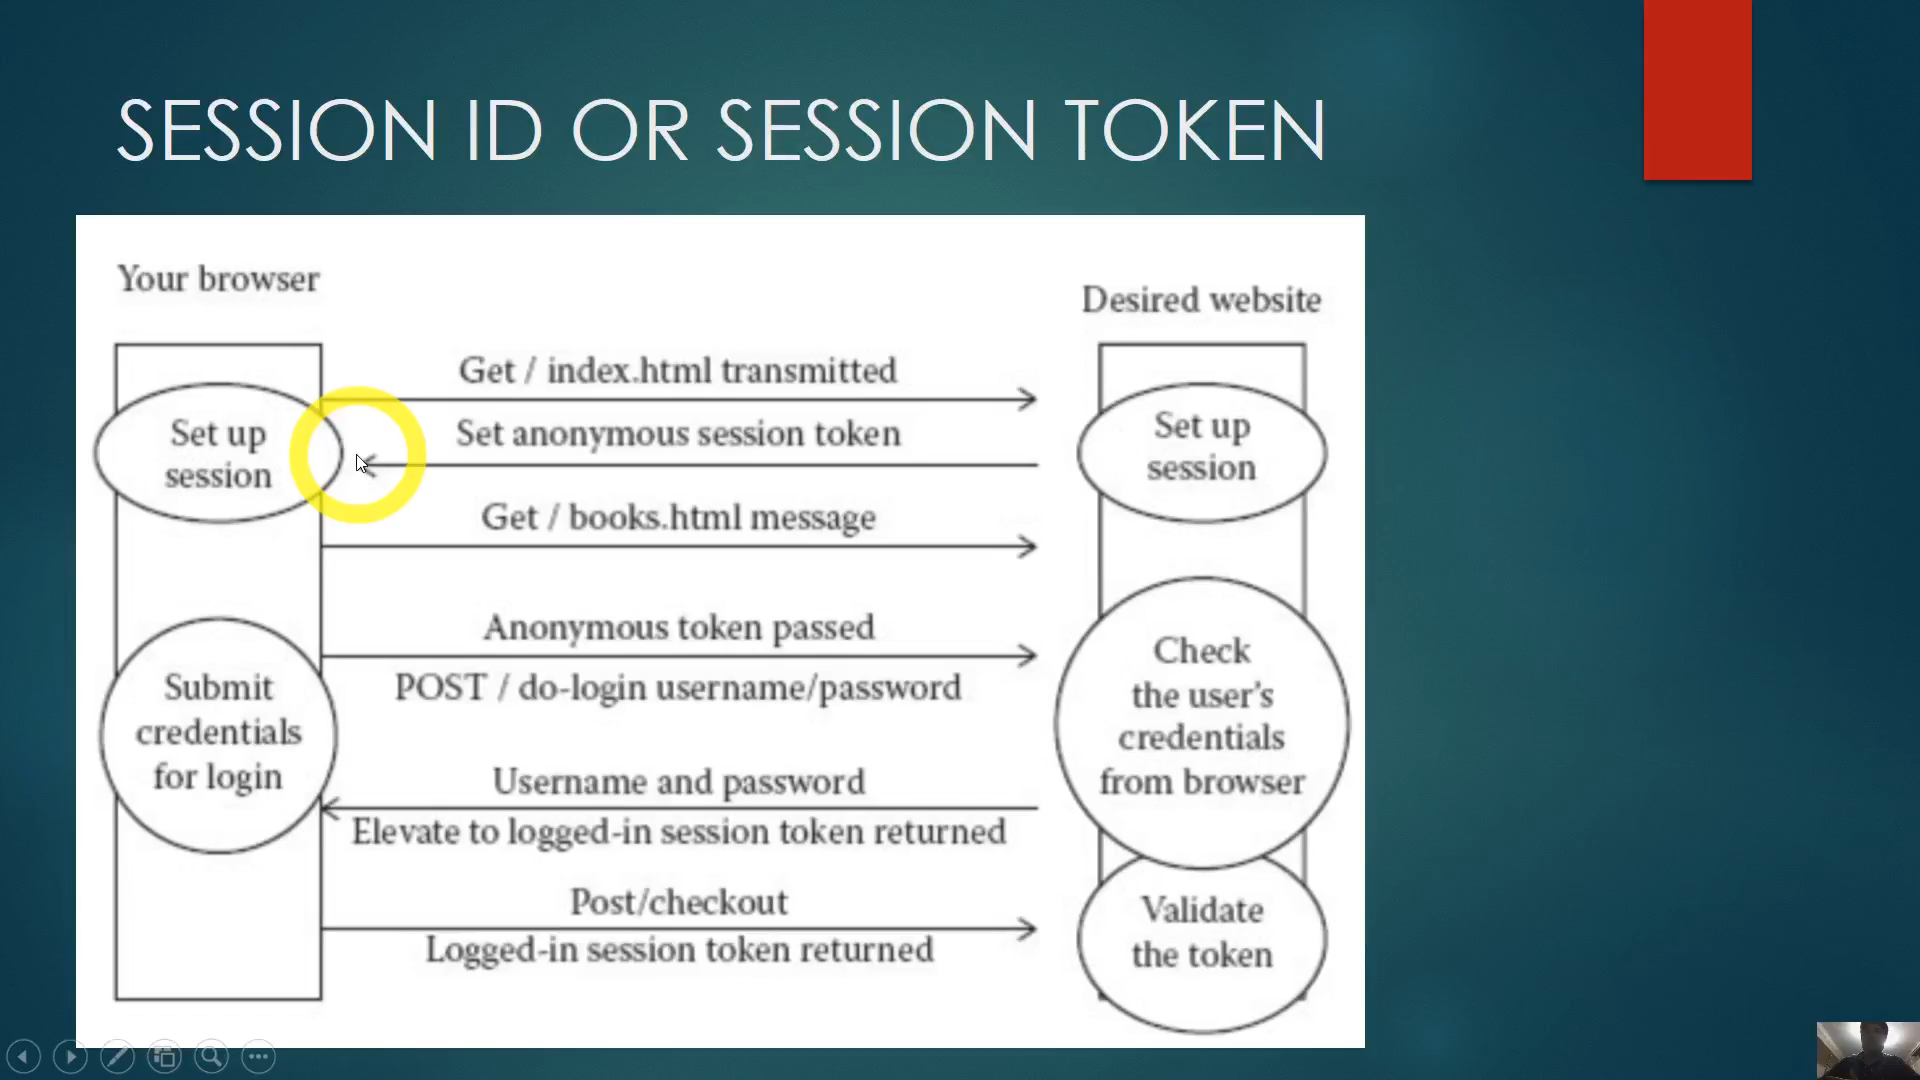 SESSION ID OR SESSION TOKEN
Your browser
Desired website
Get / index.html transmitted
Set up
session
Set anonymous session token
Set up
session
Get / books.html message
Anonymous token passed
POST / do-login username/password
Submit
credentials
for login
Check
the user's
credentials
from browser
Username and password
Elevate to logged-in session token returned
Post/checkout
Logged-in session token returned
Validate
the token